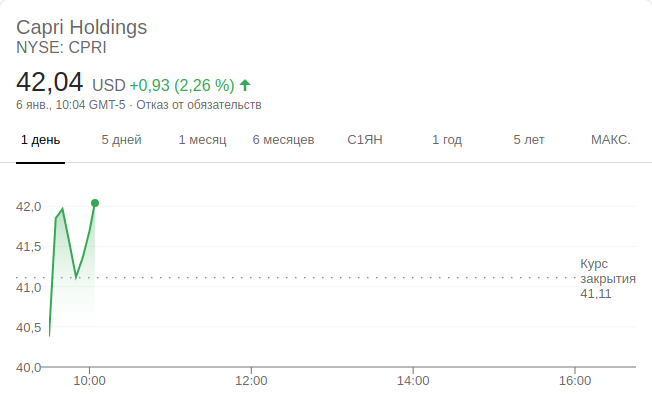 Capri Holdings
NYSE: CPRI
42,04 USD +0,93 (2,26 %)
6 янв., 10:04 GMT-5 · Отказ от обязательств
1 день 5 дней 1 месяц 6 месяцев С1ЯН 1 год 5 лет МАКС.
42,0
41,5
41,0
40,5
40,0
Курс
закрытия
41,11
10:00 12:00 14:00 16:00